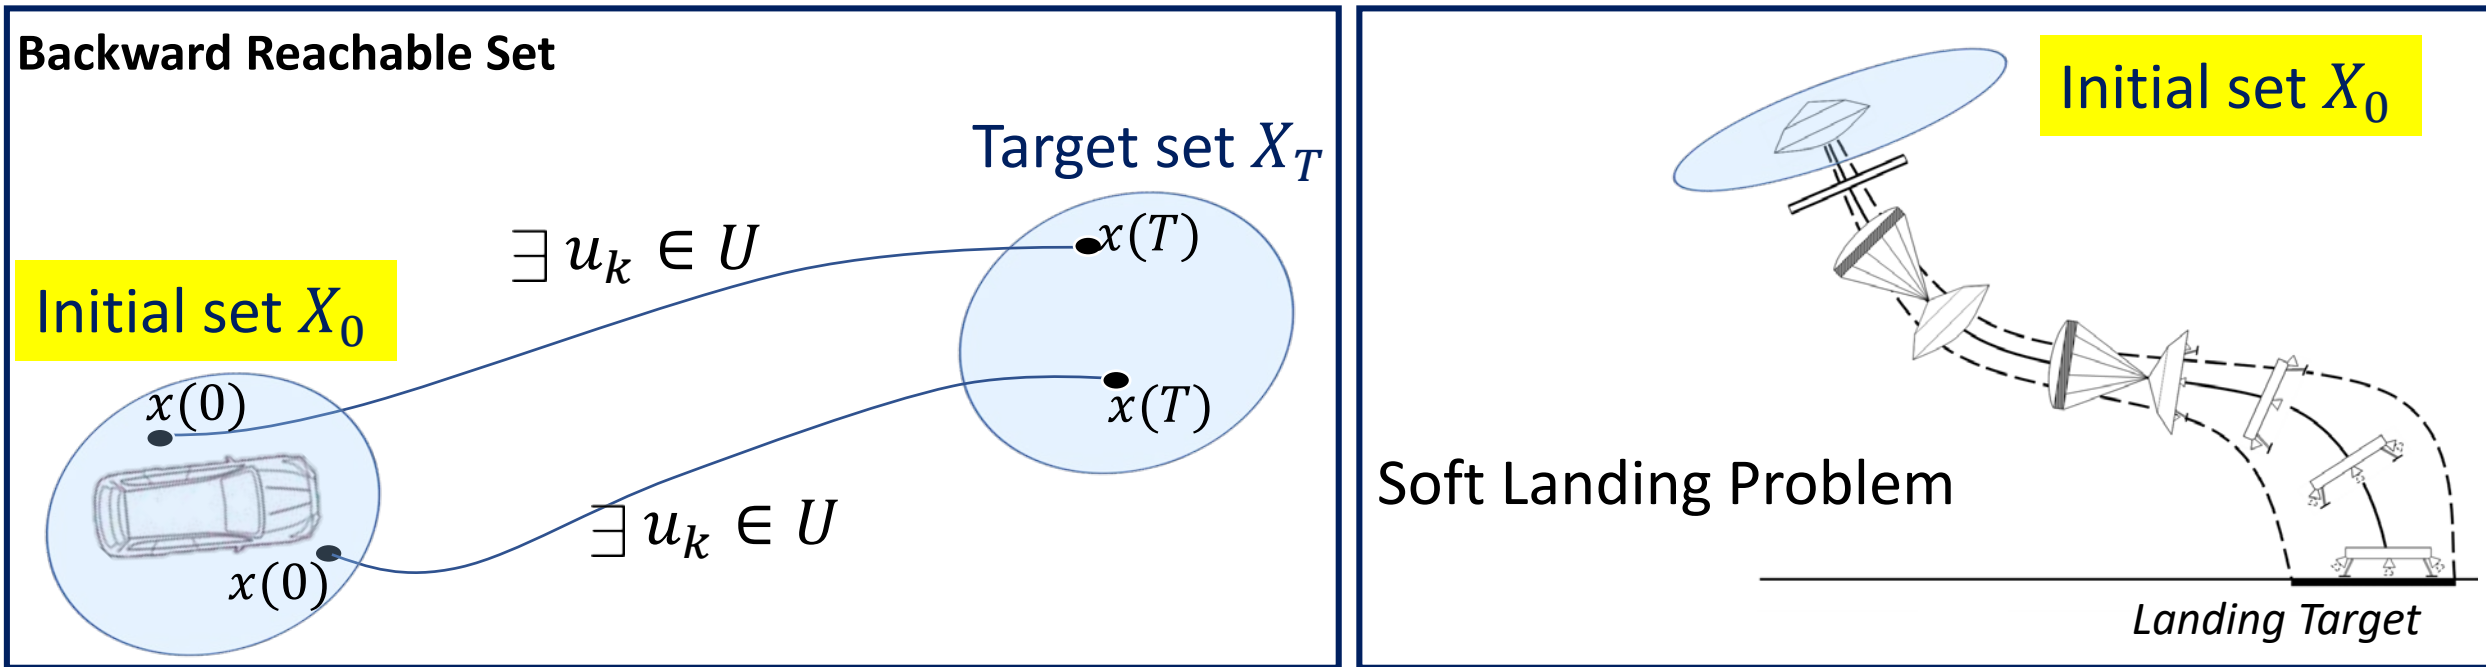 Backward Reachable Set
Target set X_T
∃ u_k ∈ U
x(T)
Initial set X_0
x(0)
x(T)
∃ u_k ∈ U
x(0)
Initial set X_0
Soft Landing Problem
Landing Target